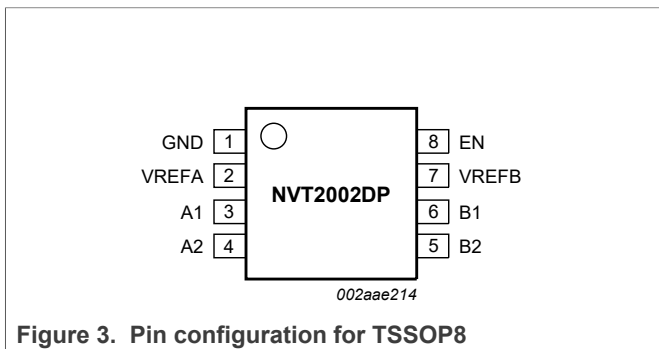 GND 1 8 EN
VREFA 2 7 VREFB
NVT2002DP
A1 3 6 B1
A2 4 5 B2
002aae214
Figure 3. Pin configuration for TSSOP8